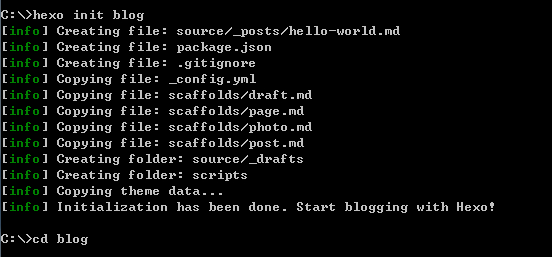 C:\>hexo init blog
[info] Creating file: source/_posts/hello-world.md
[info] Creating file: package.json
[info] Creating file: .gitignore
[info] Copying file: _config.yml
[info] Copying file: scaffolds/draft.md
[info] Copying file: scaffolds/page.md
[info] Copying file: scaffolds/photo.md
[info] Copying file: scaffolds/post.md
[info] Creating folder: source/_drafts
[info] Creating folder: scripts
[info] Copying theme data...
[info] Initialization has been done. Start blogging with Hexo!
C:\>cd blog